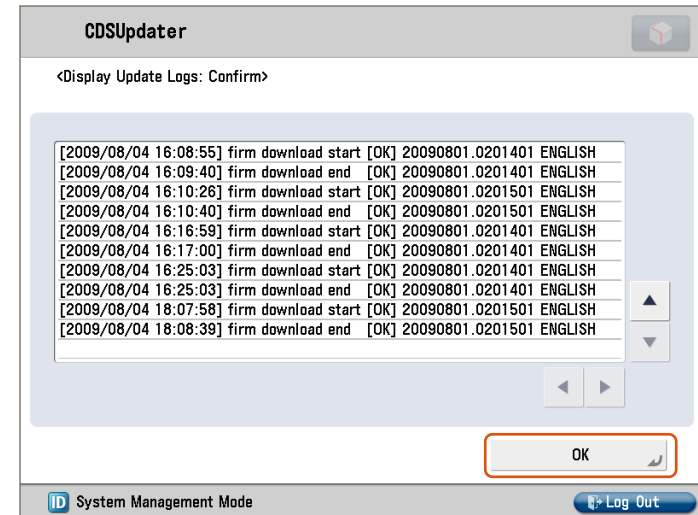 CDSUpdater
<Display Update Logs: Confirm>
[2009/08/04 16:08:55] firm download start [OK] 20090801.0201401 ENGLISH
[2009/08/04 16:09:40] firm download end [OK] 20090801.0201401 ENGLISH
[2009/08/04 16:10:26] firm download start [OK] 20090801.0201501 ENGLISH
[2009/08/04 16:10:40] firm download end [OK] 20090801.0201501 ENGLISH
[2009/08/04 16:16:59] firm download start [OK] 20090801.0201401 ENGLISH
[2009/08/04 16:17:00] firm download end [OK] 20090801.0201401 ENGLISH
[2009/08/04 16:25:03] firm download start [OK] 20090801.0201401 ENGLISH
[2009/08/04 16:25:03] firm download end [OK] 20090801.0201401 ENGLISH
[2009/08/04 18:07:58] firm download start [OK] 20090801.0201501 ENGLISH
[2009/08/04 18:08:39] firm download end [OK] 20090801.0201501 ENGLISH
OK
ID System Management Mode
Log Out